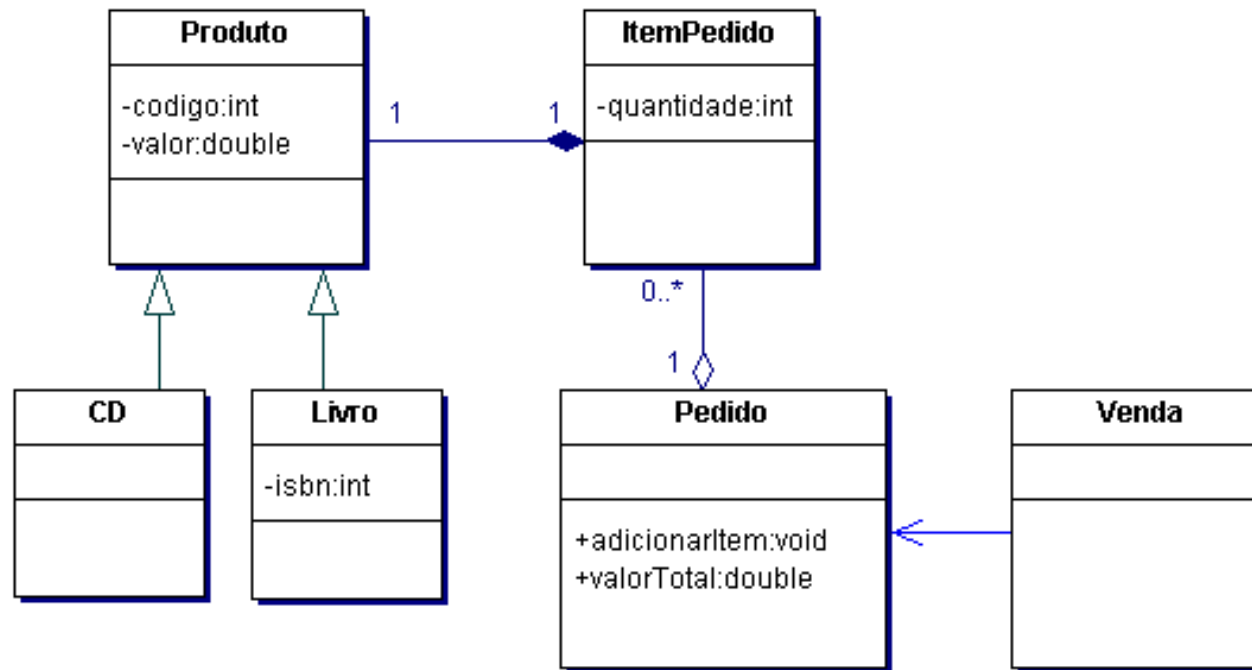 Produto
-codigo:int
-valor:double
1
1
ItemPedido
-quantidade:int
0..*
1
CD
Livro
-isbn:int
Pedido
+adicionarItem:void
+valorTotal:double
Venda